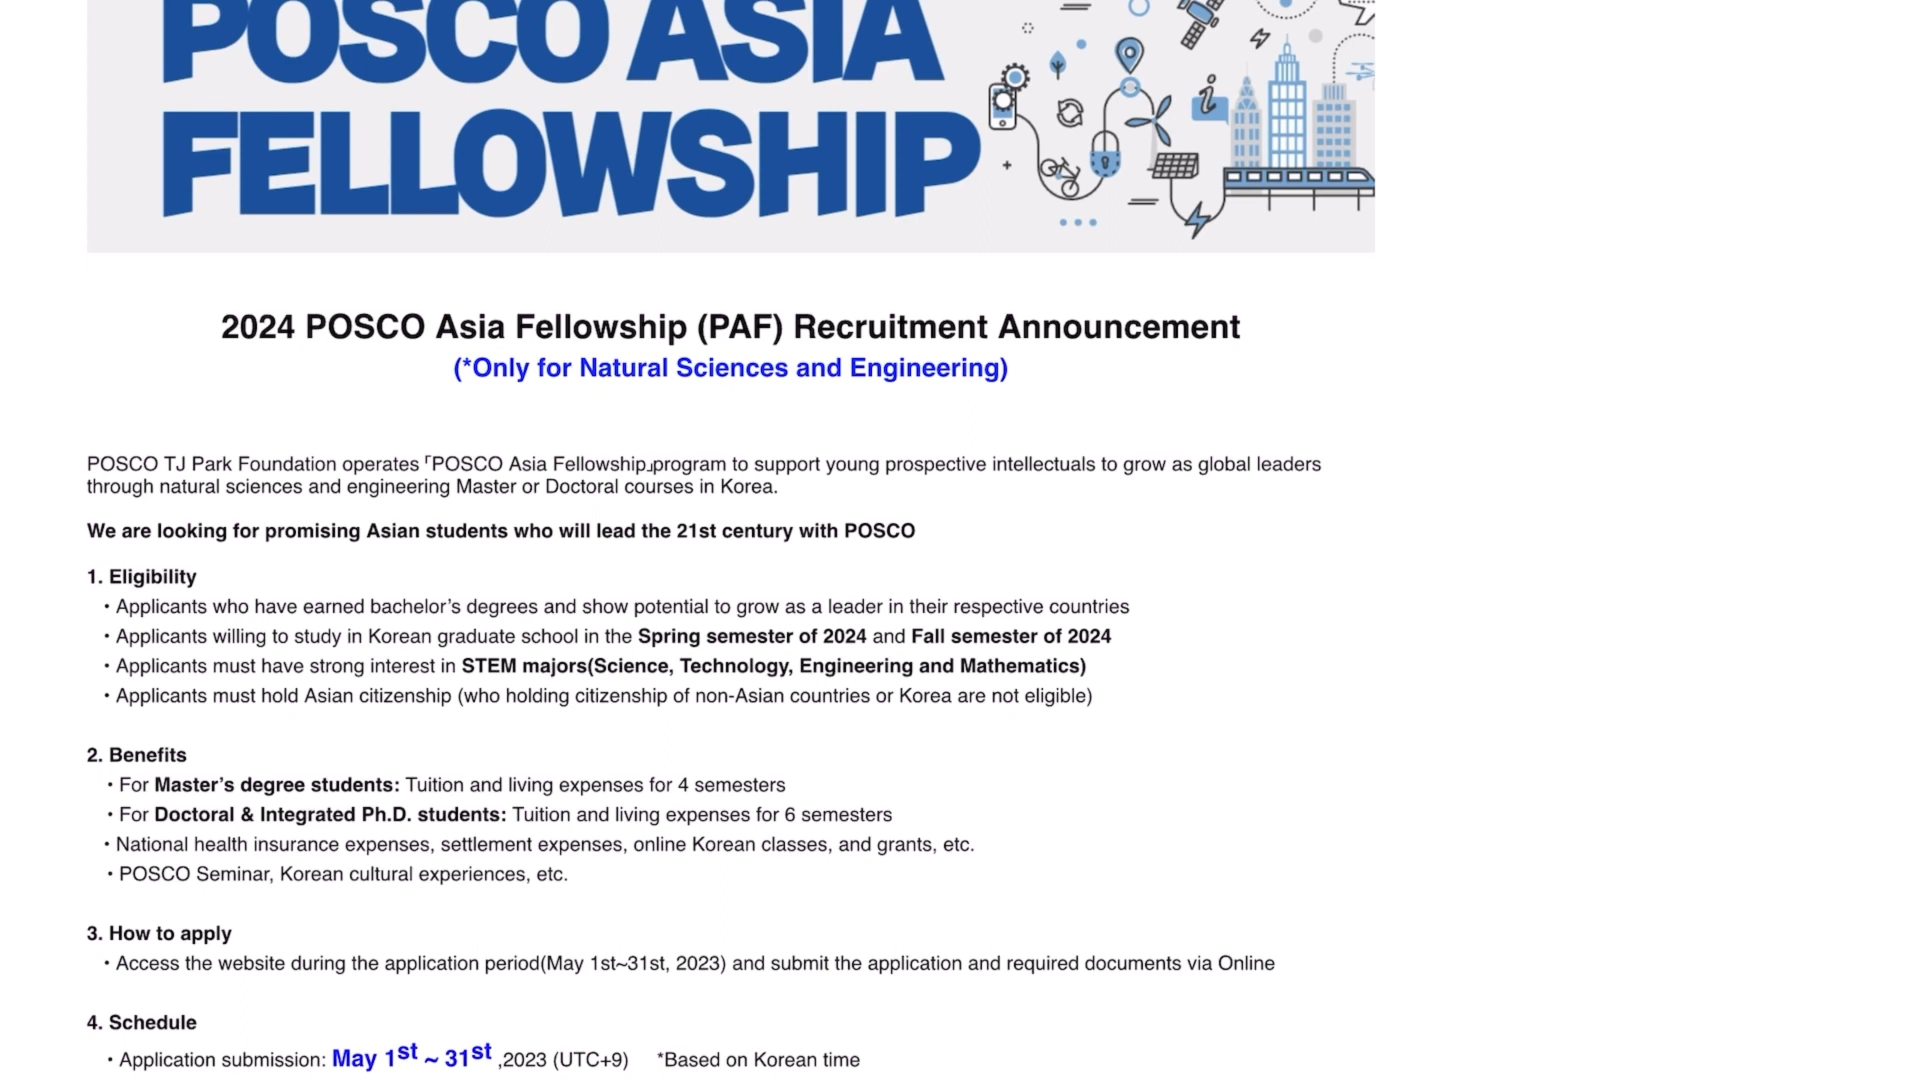 POSCO ASIA
FELLOWSHIP
2024 POSCO Asia Fellowship (PAF) Recruitment Announcement
(*Only for Natural Sciences and Engineering)
POSCO TJ Park Foundation operates 「POSCO Asia Fellowship」program to support young prospective intellectuals to grow as global leaders
through natural sciences and engineering Master or Doctoral courses in Korea.
We are looking for promising Asian students who will lead the 21st century with POSCO
1. Eligibility
・Applicants who have earned bachelor’s degrees and show potential to grow as a leader in their respective countries
・Applicants willing to study in Korean graduate school in the Spring semester of 2024 and Fall semester of 2024
・Applicants must have strong interest in STEM majors(Science, Technology, Engineering and Mathematics)
・Applicants must hold Asian citizenship (who holding citizenship of non-Asian countries or Korea are not eligible)
2. Benefits
・For Master’s degree students: Tuition and living expenses for 4 semesters
・For Doctoral & Integrated Ph.D. students: Tuition and living expenses for 6 semesters
・National health insurance expenses, settlement expenses, online Korean classes, and grants, etc.
・POSCO Seminar, Korean cultural experiences, etc.
3. How to apply
・Access the website during the application period(May 1st~31st, 2023) and submit the application and required documents via Online
4. Schedule
・Application submission: May 1st ~ 31st ,2023 (UTC+9) *Based on Korean time